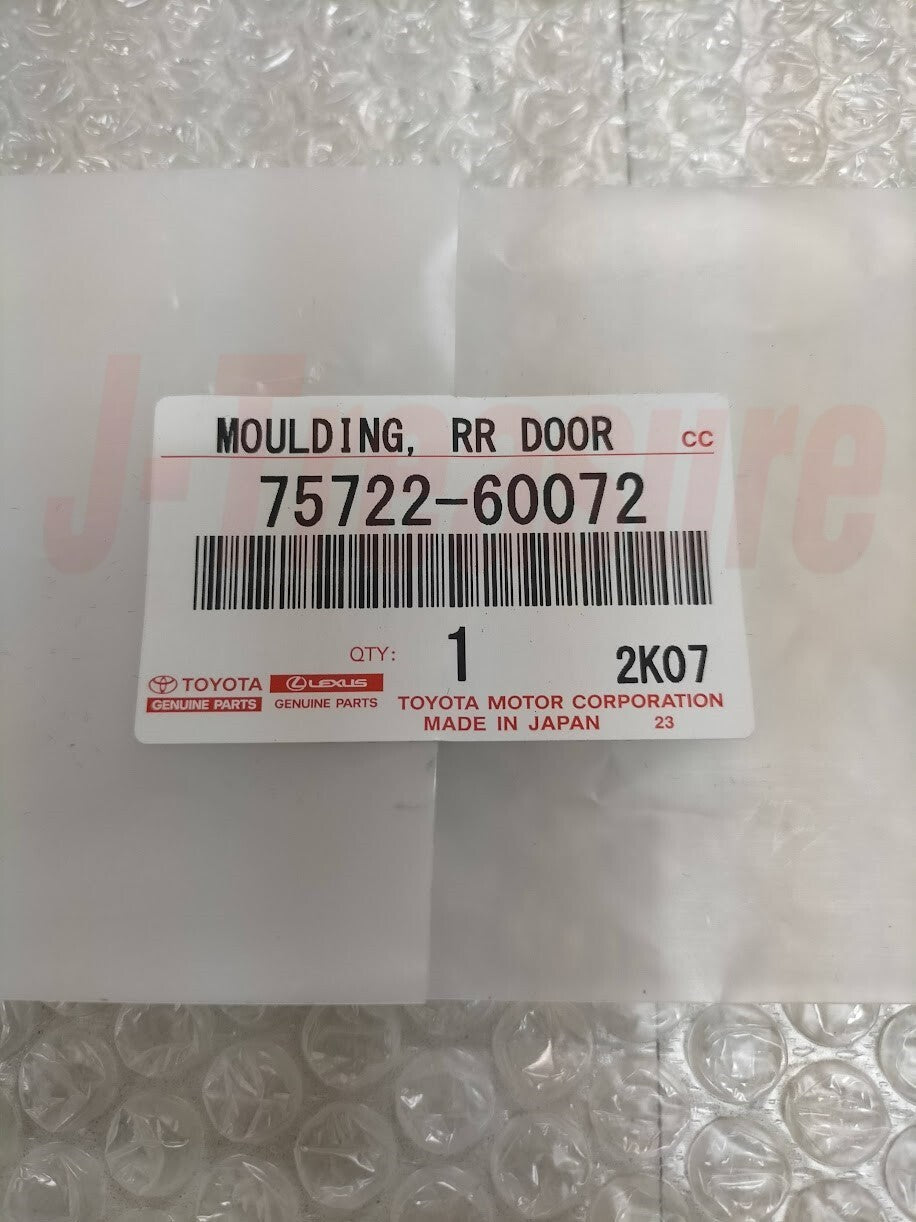 J-Treasure
MOULDING, RR DOOR CC
75722-60072
QTY: 1 2K07
TOYOTA LEXUS
GENUINE PARTS GENUINE PARTS
TOYOTA MOTOR CORPORATION
MADE IN JAPAN 23